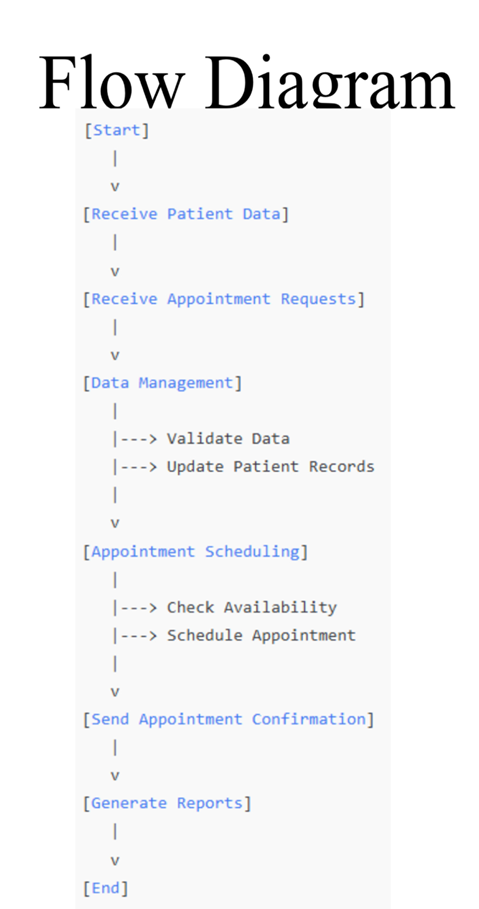 Flow Diagram
[Start]
|
v
[Receive Patient Data]
|
v
[Receive Appointment Requests]
|
v
[Data Management]
|
|---> Validate Data
|---> Update Patient Records
|
v
[Appointment Scheduling]
|
|---> Check Availability
|---> Schedule Appointment
|
v
[Send Appointment Confirmation]
|
v
[Generate Reports]
|
v
[End]